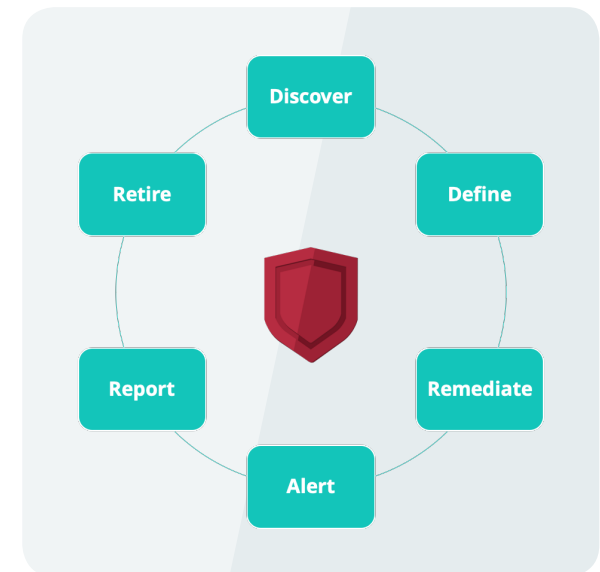 Discover
Define
Remediate
Alert
Report
Retire